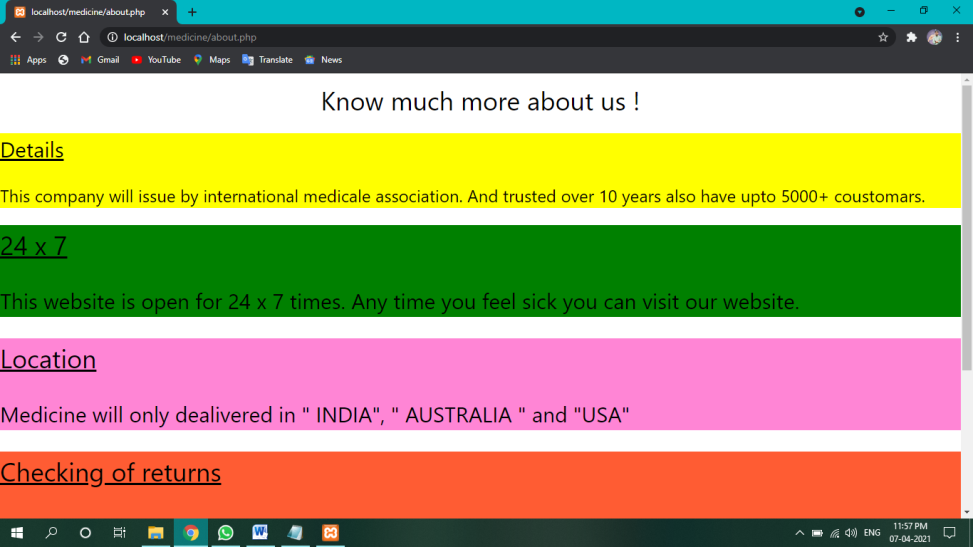 localhost/medicine/about.php
localhost/medicine/about.php
Apps
Gmail
YouTube
Maps
Translate
News
Know much more about us !
Details
This company will issue by international medicale association. And trusted over 10 years also have upto 5000+ coustomars.
24 x 7
This website is open for 24 x 7 times. Any time you feel sick you can visit our website.
Location
Medicine will only dealivered in " INDIA", " AUSTRALIA " and "USA"
Checking of returns
ENG
11:57 PM
07-04-2021